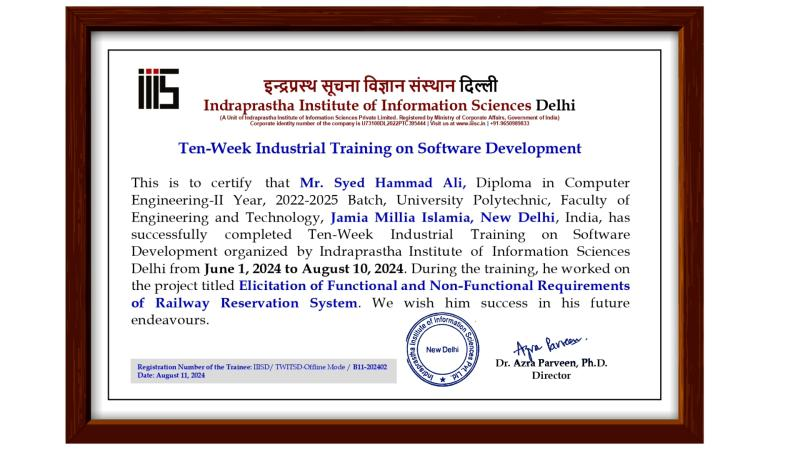 iiis
इन्द्रप्रस्थ सूचना विज्ञान संस्थान दिल्ली
Indraprastha Institute of Information Sciences Delhi
(A Unit of Indraprastha Institute of Information Sciences Private Limited. Registered by Ministry of Corporate Affairs, Government of India)
Corporate identity number of the company is U73100DL2022PTC395444 | Visit us at www.iiisc.in | +91-9650989833
Ten-Week Industrial Training on Software Development
This is to certify that Mr. Syed Hammad Ali, Diploma in Computer
Engineering-II Year, 2022-2025 Batch, University Polytechnic, Faculty of
Engineering and Technology, Jamia Millia Islamia, New Delhi, India, has
successfully completed Ten-Week Industrial Training on Software
Development organized by Indraprastha Institute of Information Sciences
Delhi from June 1, 2024 to August 10, 2024. During the training, he worked on
the project titled Elicitation of Functional and Non-Functional Requirements
of Railway Reservation System. We wish him success in his future
endeavours.
Indraprastha Institute of Information Sciences Pvt. Ltd.
New Delhi
Azra Parveen.
Dr. Azra Parveen, Ph.D.
Director
Registration Number of the Trainee: IIISD/ TWITSD-Offline Mode / B11-202402
Date: August 11, 2024